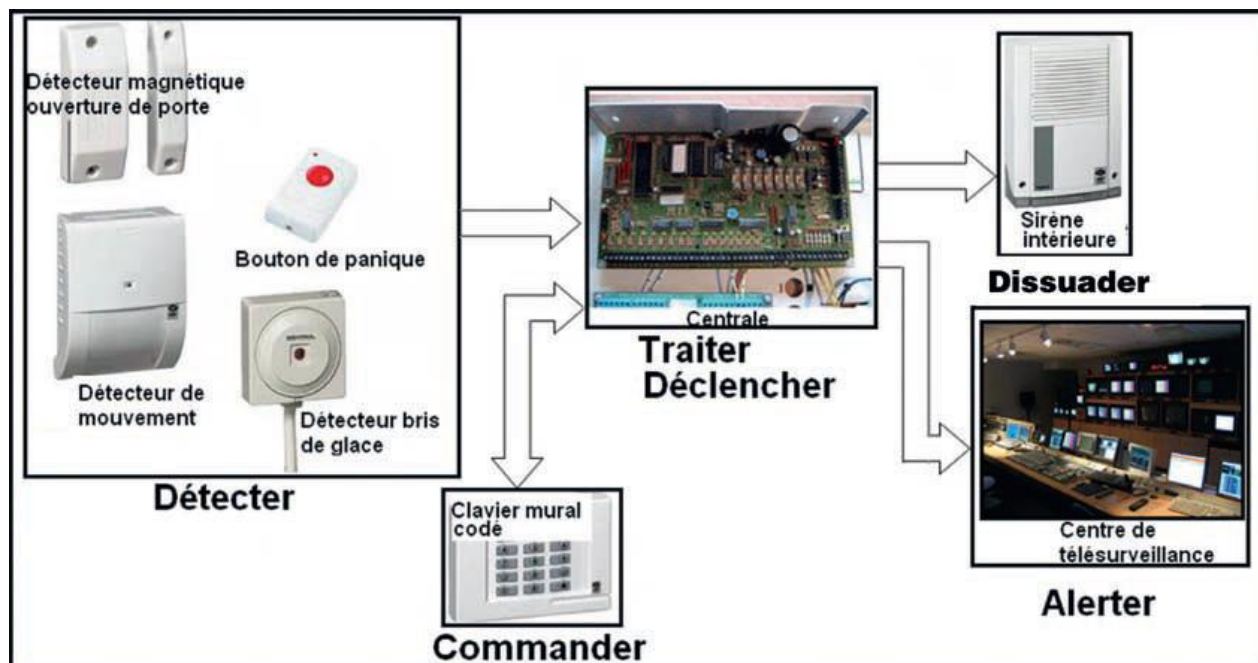 Détecteur magnétique
ouverture de porte
Bouton de panique
Détecteur de
mouvement
Détecteur bris
de glace
Détecter
Clavier mural
codé
Commander
Centrale
Traiter
Déclencher
Sirène
intérieure
Dissuader
Centre de
télésurveillance
Alerter